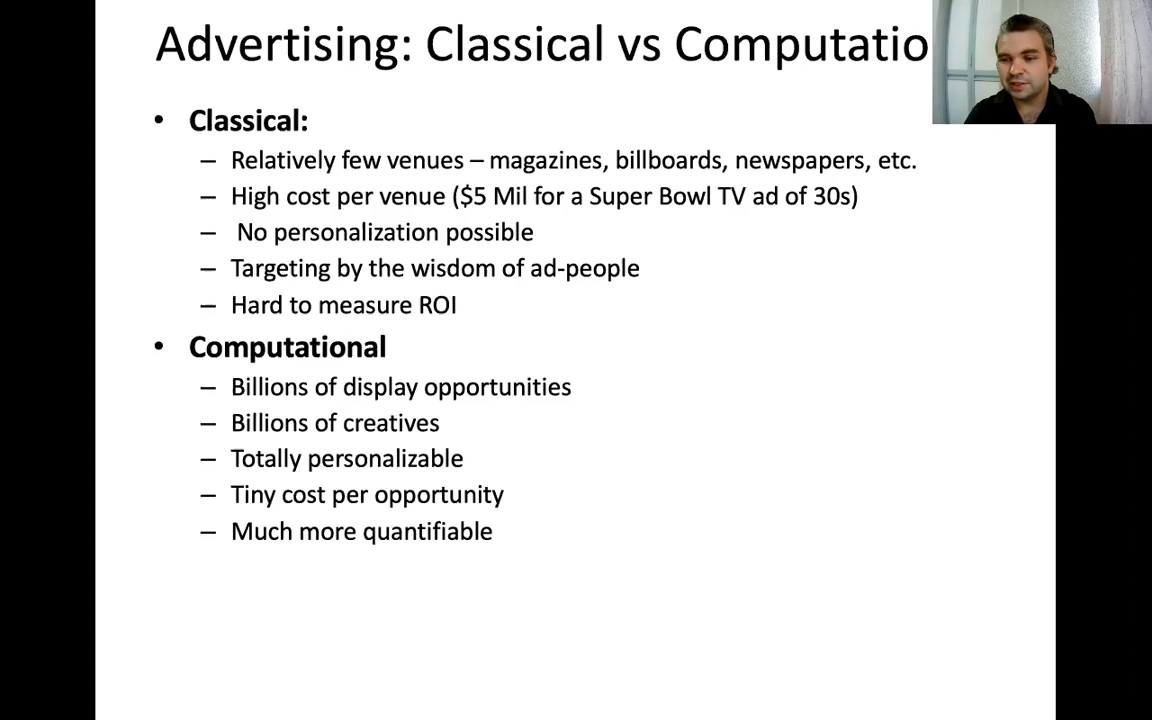 Advertising: Classical vs Computatio
• Classical:
– Relatively few venues – magazines, billboards, newspapers, etc.
– High cost per venue ($5 Mil for a Super Bowl TV ad of 30s)
– No personalization possible
– Targeting by the wisdom of ad-people
– Hard to measure ROI
• Computational
– Billions of display opportunities
– Billions of creatives
– Totally personalizable
– Tiny cost per opportunity
– Much more quantifiable